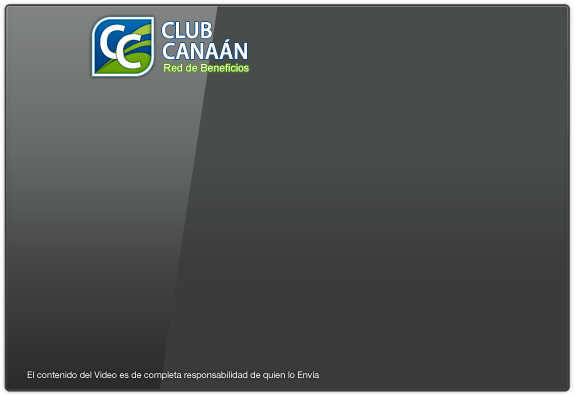 CC
CLUB
CANAÁN
Red de Beneficios
El contenido del Video es de completa responsabilidad de quien lo Envía